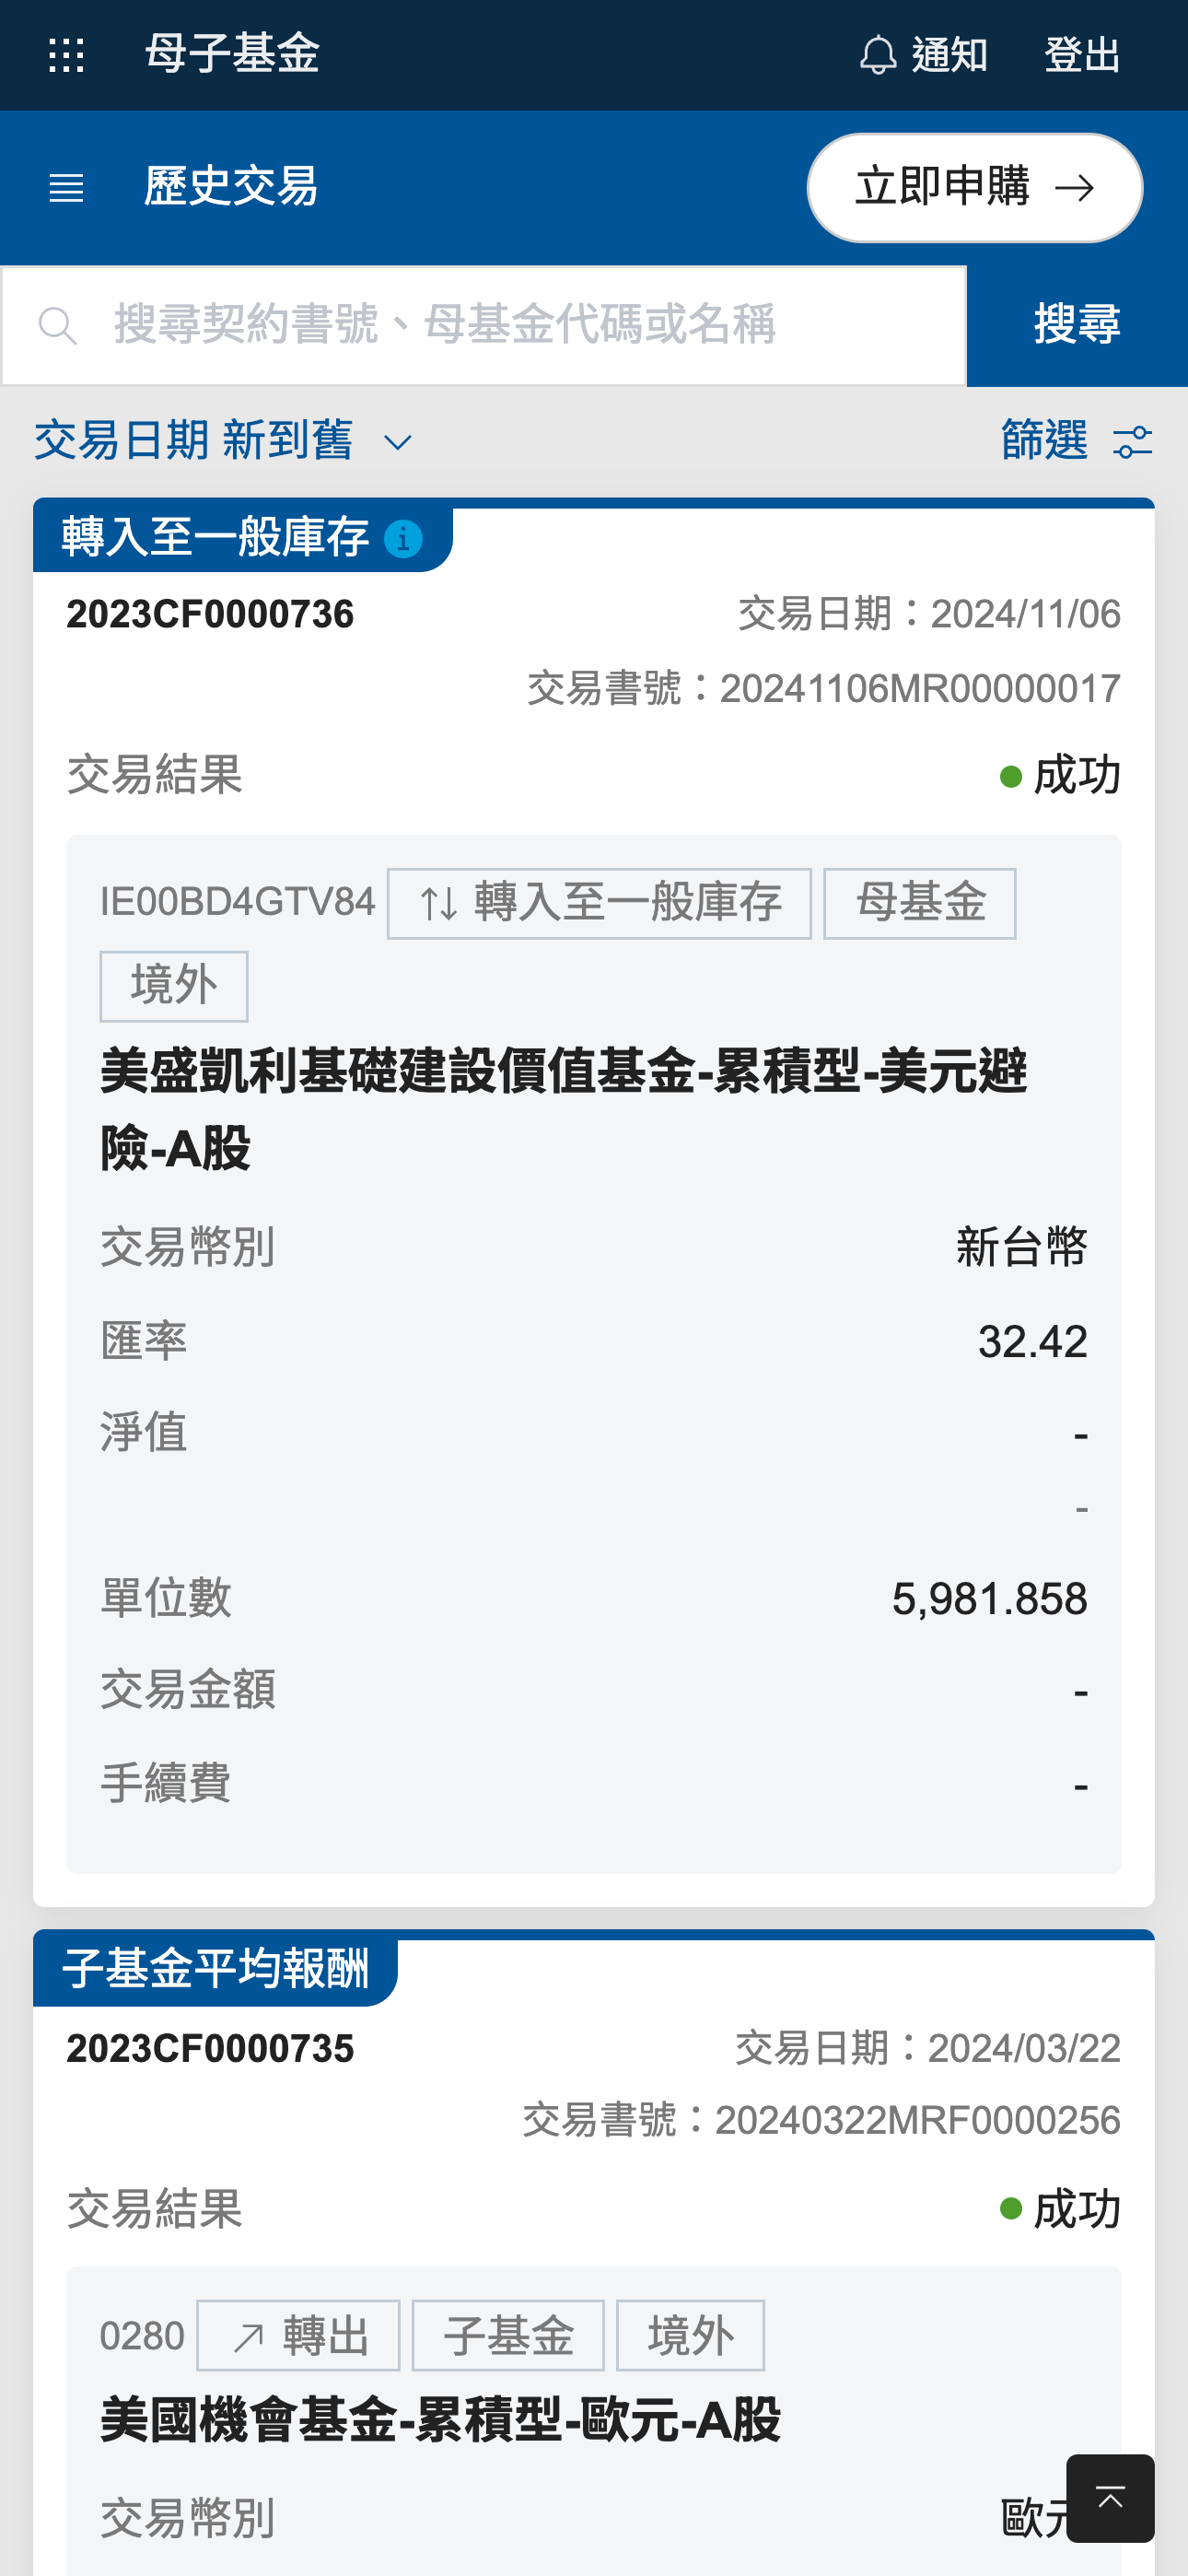 母子基金 通知 登出
歷史交易 立即申購
搜尋契約書號、母基金代碼或名稱 搜尋
交易日期 新到舊 篩選
轉入至一般庫存
2023CF0000736 交易日期：2024/11/06
交易書號：20241106MR00000017
交易結果 成功
IE00BD4GTV84 轉入至一般庫存 母基金
境外
美盛凱利基礎建設價值基金-累積型-美元避
險-A股
交易幣別 新台幣
匯率 32.42
淨值 -
-
單位數 5,981.858
交易金額 -
手續費 -
子基金平均報酬
2023CF0000735 交易日期：2024/03/22
交易書號：20240322MRF0000256
交易結果 成功
0280 轉出 子基金 境外
美國機會基金-累積型-歐元-A股
交易幣別 歐元